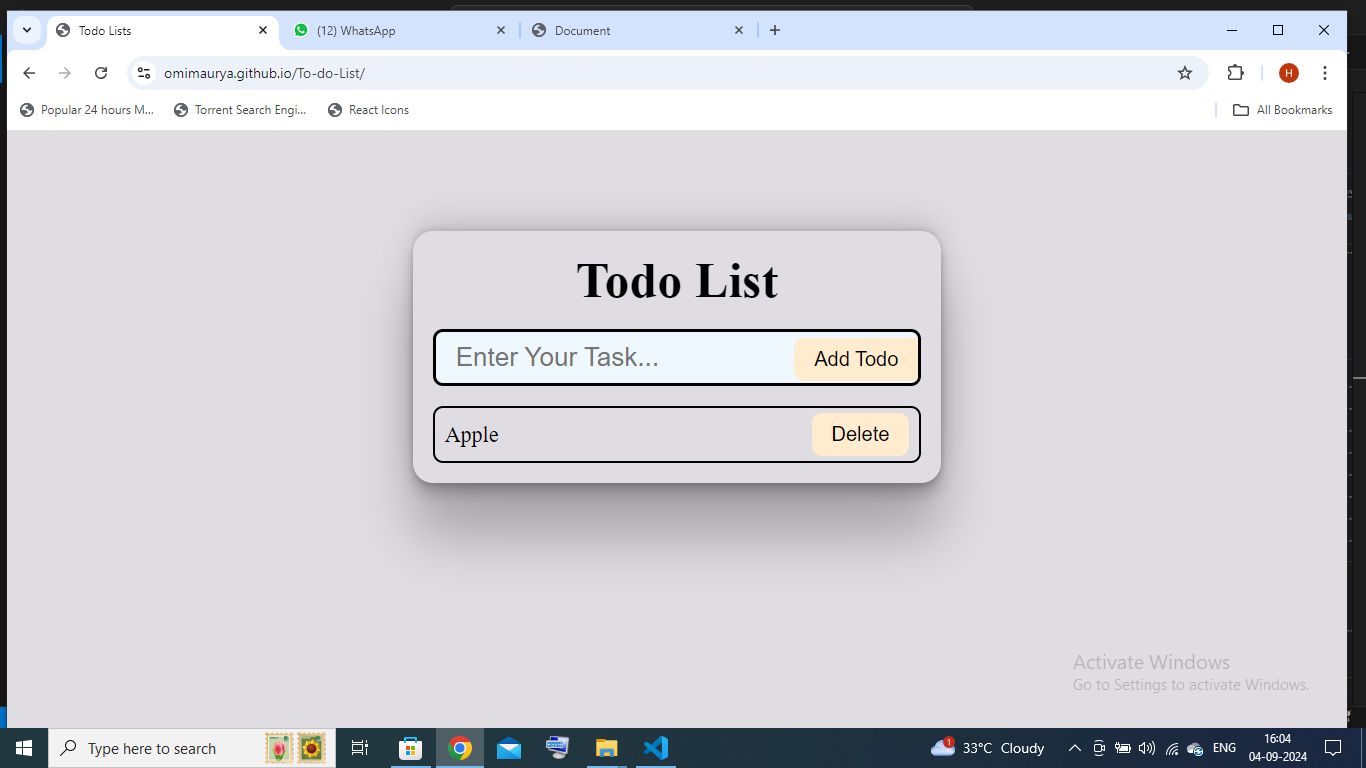 Todo Lists
(12) WhatsApp
Document
omimaurya.github.io/To-do-List/
H
Popular 24 hours M...
Torrent Search Engi...
React Icons
All Bookmarks
Todo List
Enter Your Task...
Add Todo
Apple
Delete
Activate Windows
Go to Settings to activate Windows.
Type here to search
1
33°C Cloudy
ENG
16:04
04-09-2024